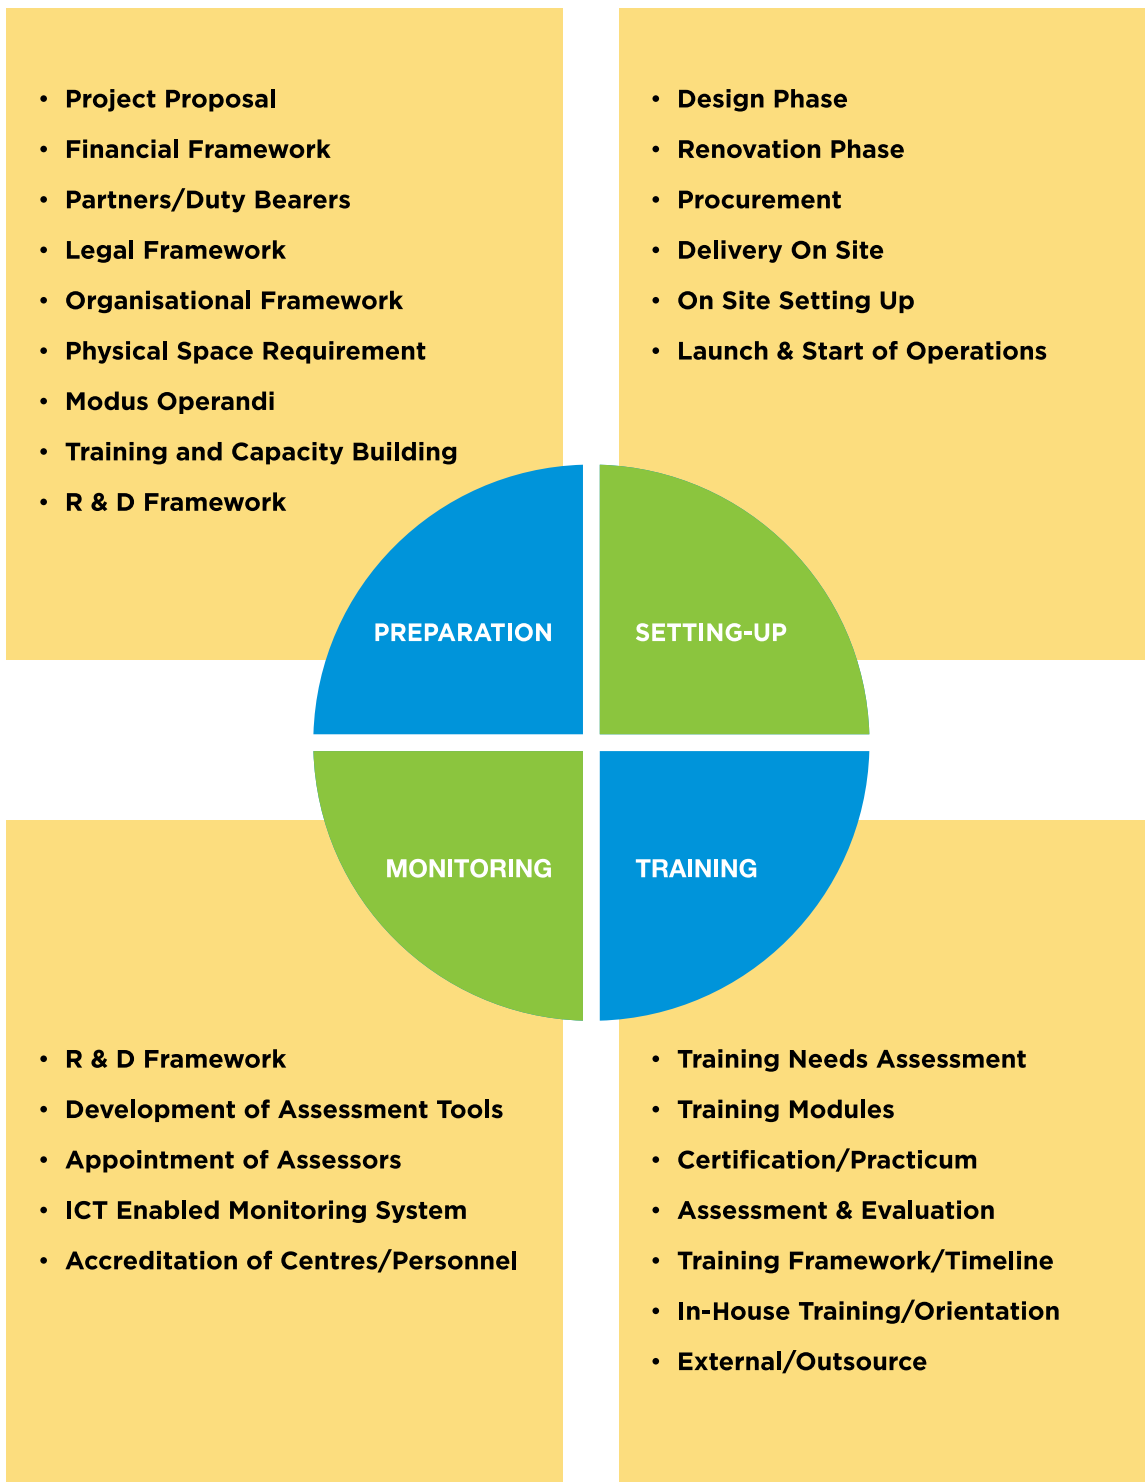 • Project Proposal
• Financial Framework
• Partners/Duty Bearers
• Legal Framework
• Organisational Framework
• Physical Space Requirement
• Modus Operandi
• Training and Capacity Building
• R & D Framework
• Design Phase
• Renovation Phase
• Procurement
• Delivery On Site
• On Site Setting Up
• Launch & Start of Operations
PREPARATION
SETTING-UP
MONITORING
TRAINING
• R & D Framework
• Development of Assessment Tools
• Appointment of Assessors
• ICT Enabled Monitoring System
• Accreditation of Centres/Personnel
• Training Needs Assessment
• Training Modules
• Certification/Practicum
• Assessment & Evaluation
• Training Framework/Timeline
• In-House Training/Orientation
• External/Outsource